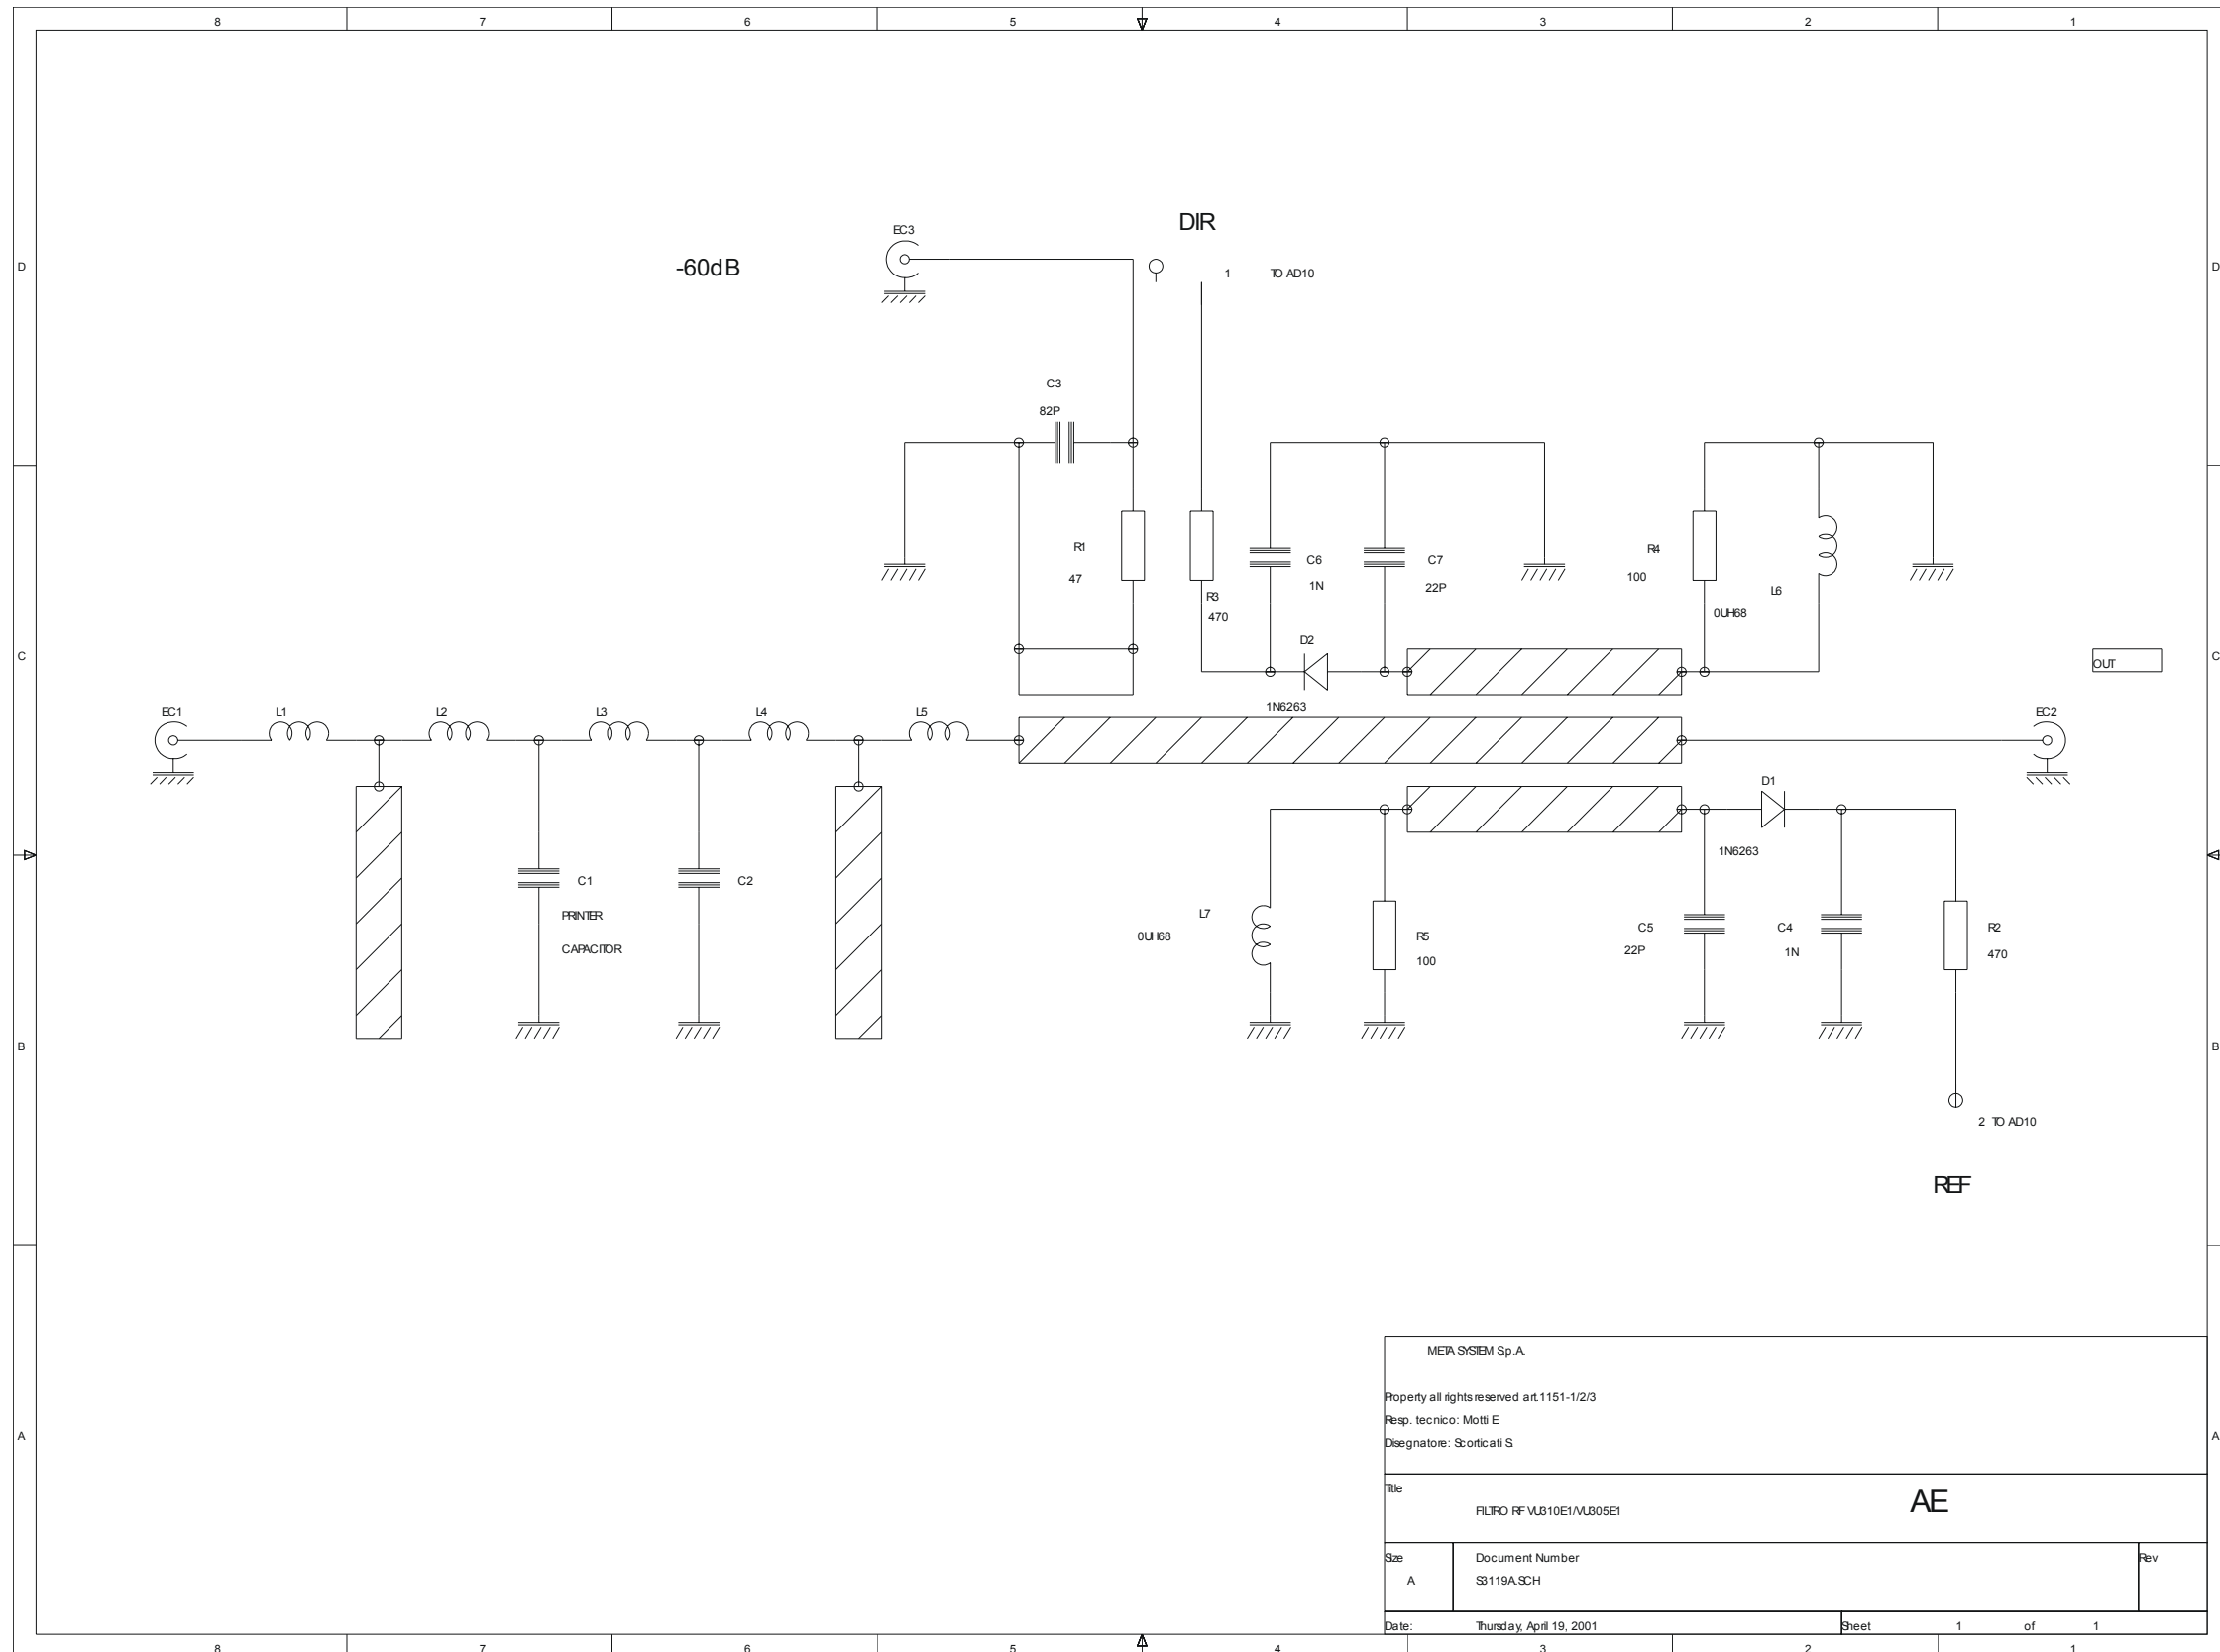 8 7 6 5 4 3 2 1
DIR
EC3
-60dB
D
D
1 TO AD10
C3
82P
R1
47
C6
1N
C7
22P
R4
100
L6
0UH68
R3
470
D2
C
C
OUT
1N6263
EC1
L1
L2
L3
L4
L5
EC2
D1
1N6263
C1
PRINTER
CAPACITOR
C2
L7
0UH68
R5
100
C5
22P
C4
1N
R2
470
B
B
2 TO AD10
REF
META SYSTEM S.p.A.
Property all rights reserved art.1151-1/2/3
Resp. tecnico: Motti E.
Disegnatore: Scorticati S.
A
A
Title
FILTRO RF VU310E1/VU305E1
AE
Size
A
Document Number
S3119A.SCH
Rev
Date: Thursday, April 19, 2001
Sheet 1 of 1
8 7 6 5 4 3 2 1